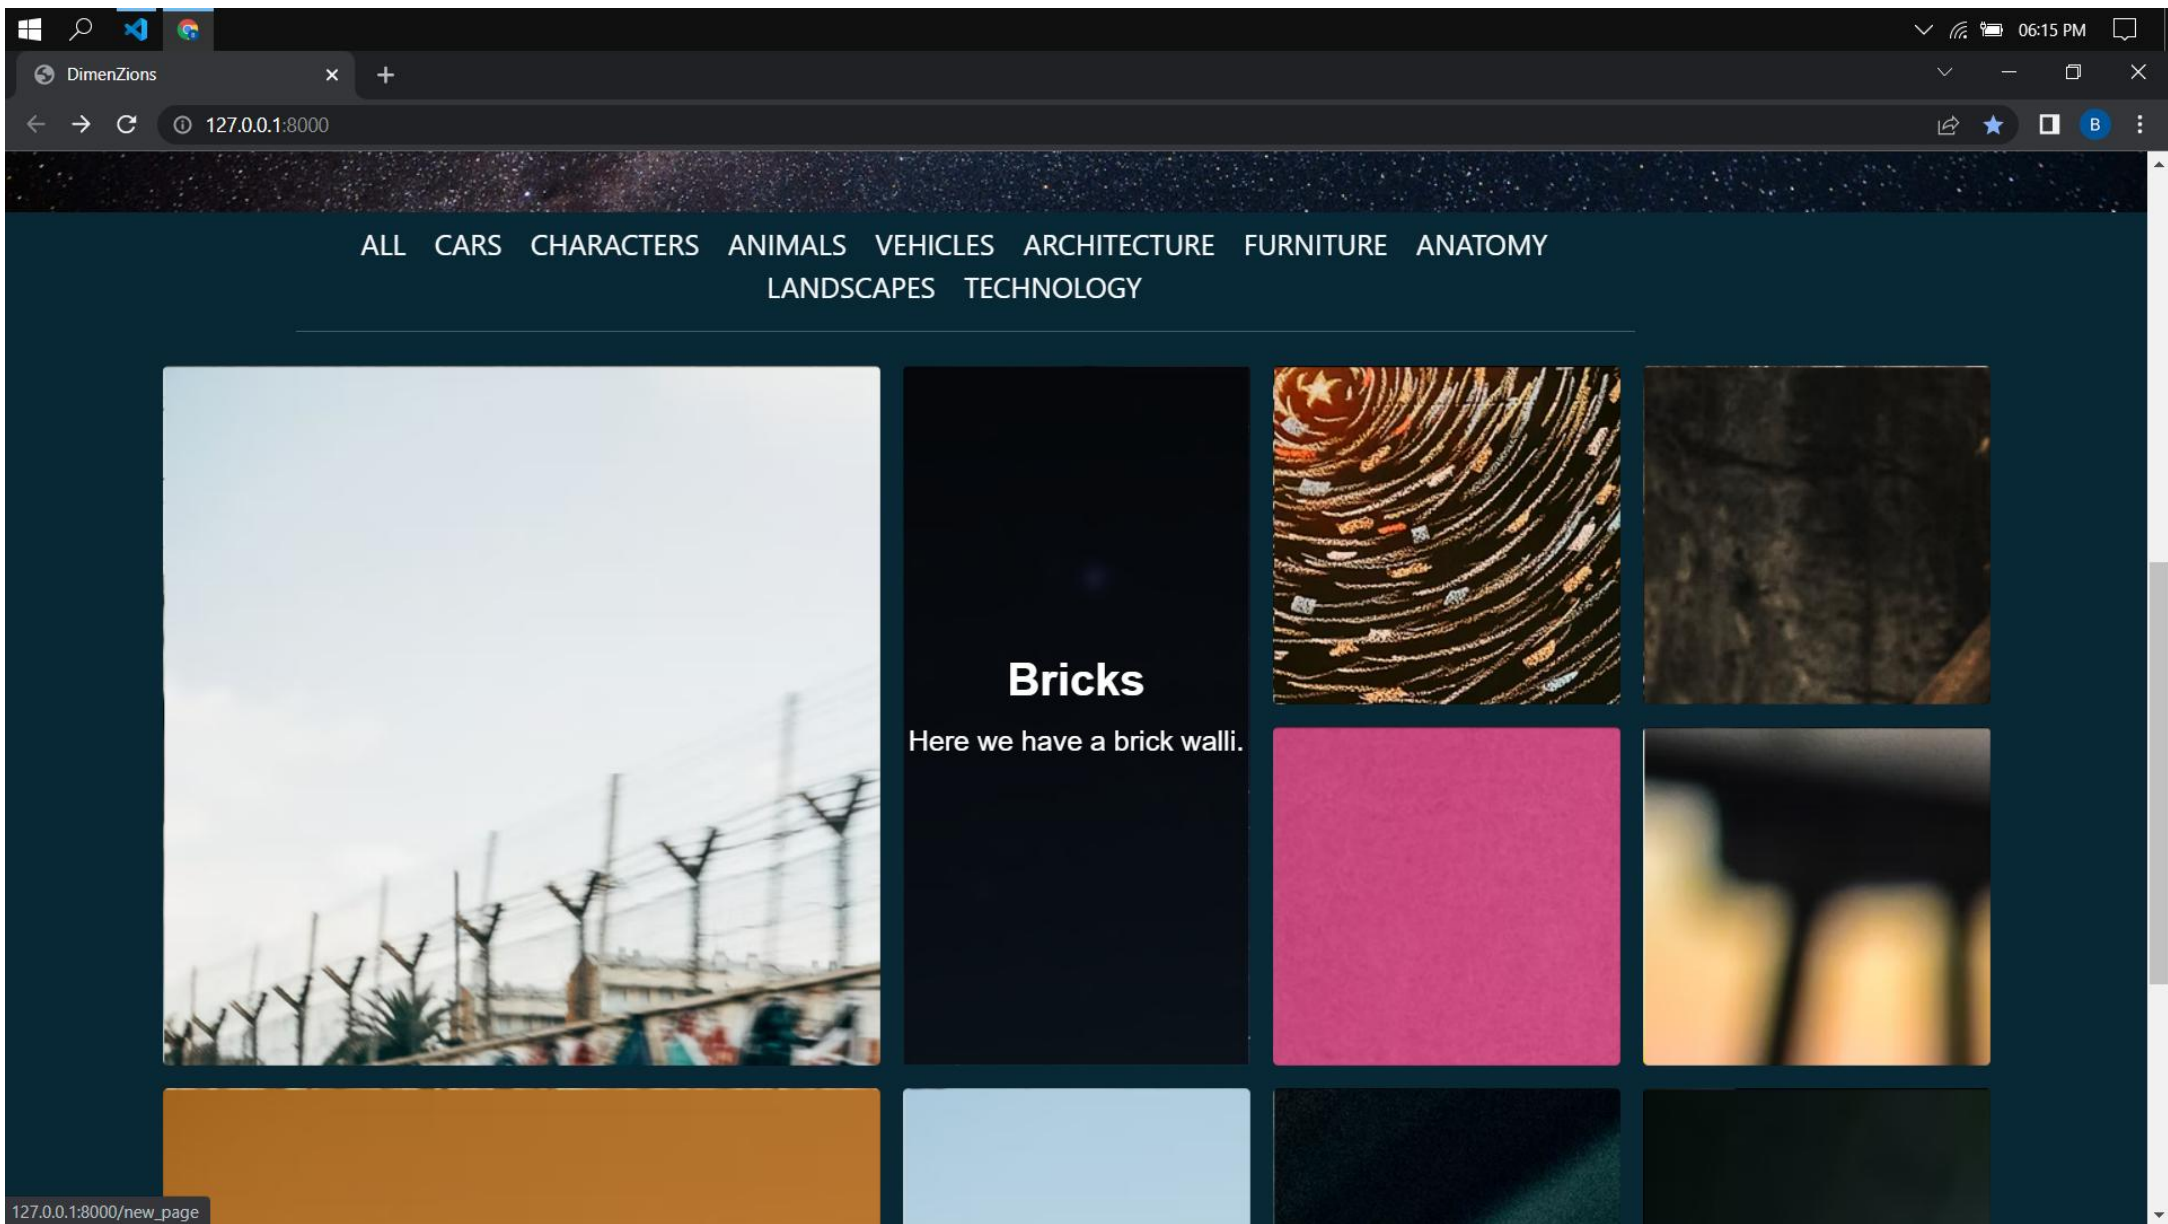 06:15 PM
DimenZions
127.0.0.1:8000
B
ALL CARS CHARACTERS ANIMALS VEHICLES ARCHITECTURE FURNITURE ANATOMY
LANDSCAPES TECHNOLOGY
Bricks
Here we have a brick walli.
127.0.0.1:8000/new_page